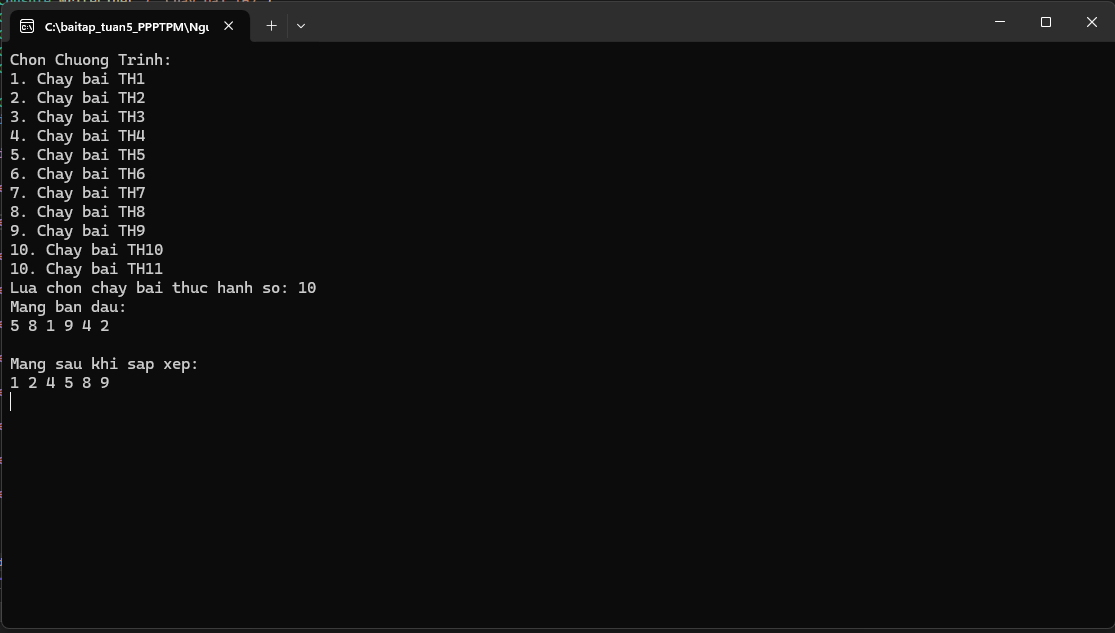 C:\baitap_tuan5_PPPTPM\Ngu
Chon Chuong Trinh:
1. Chay bai TH1
2. Chay bai TH2
3. Chay bai TH3
4. Chay bai TH4
5. Chay bai TH5
6. Chay bai TH6
7. Chay bai TH7
8. Chay bai TH8
9. Chay bai TH9
10. Chay bai TH10
10. Chay bai TH11
Lua chon chay bai thuc hanh so: 10
Mang ban dau:
5 8 1 9 4 2
Mang sau khi sap xep:
1 2 4 5 8 9